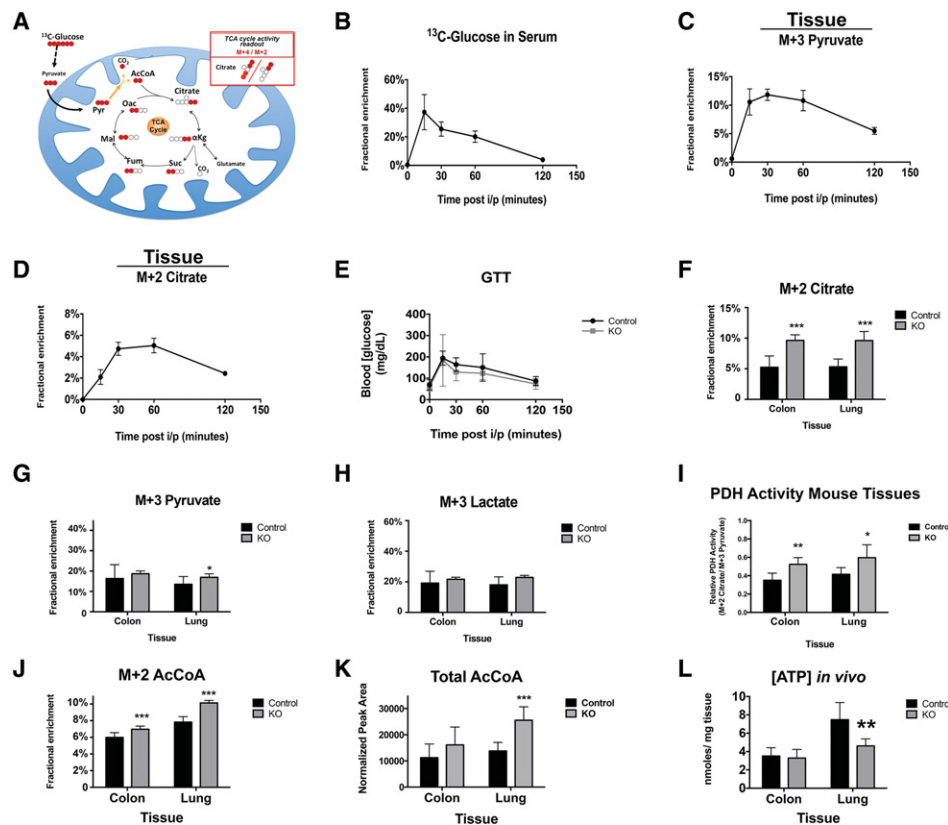 A
¹³C-Glucose
Pyruvate
CO₂
AcCoA
Pyr
Oac
Citrate
TCA
Cycle
Mal
αKg
Fum
Suc
CO₂
Glutamate
TCA cycle activity
readout
M+4 / M+2
Citrate
B
¹³C-Glucose in Serum
Fractional enrichment
60%
40%
20%
0%
0 30 60 90 120 150
Time post i/p (minutes)
C
Tissue
M+3 Pyruvate
Fractional enrichment
15%
10%
5%
0%
0 30 60 90 120 150
Time post i/p (minutes)
D
Tissue
M+2 Citrate
Fractional enrichment
8%
6%
4%
2%
0%
0 30 60 120 150
Time post i/p (minutes)
E
GTT
Blood [glucose]
(mg/dL)
400
300
200
100
0
0 30 60 120 150
Time post i/p (minutes)
Control
KO
F
M+2 Citrate
Fractional enrichment
15%
10%
5%
0%
*** ***
Colon Lung
Tissue
Control
KO
G
M+3 Pyruvate
Fractional enrichment
40%
30%
20%
10%
0
*
Colon Lung
Tissue
Control
KO
H
M+3 Lactate
Fractional enrichment
60%
40%
20%
0
Colon Lung
Tissue
Control
KO
I
PDH Activity Mouse Tissues
Relative PDH Activity
(M+2 Citrate/ M+3 Pyruvate)
1.0
0.8
0.6
0.4
0.2
0.0
** *
Colon Lung
Tissue
Contro
KO
J
M+2 AcCoA
Fractional enrichment
10%
8%
6%
4%
2%
0
*** ***
Colon Lung
Tissue
Control
KO
K
Total AcCoA
Normalized Peak Area
30000
20000
10000
0
***
Colon Lung
Tissue
Control
KO
L
[ATP] in vivo
nmoles/ mg tissue
10
8
6
4
2
0
**
Colon Lung
Tissue
Contro
KO